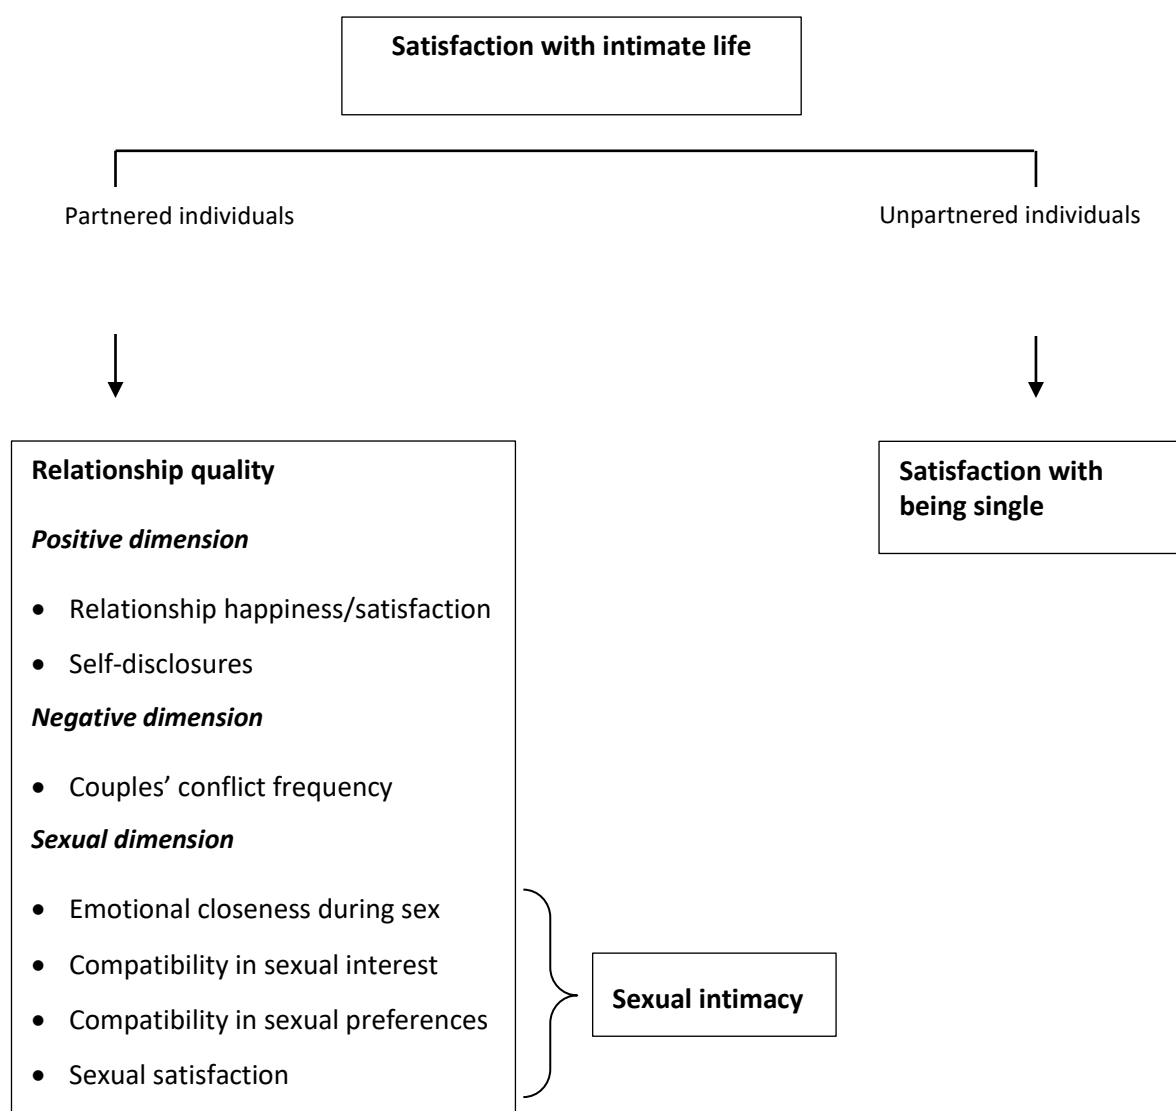 Satisfaction with intimate life
Partnered individuals
Unpartnered individuals
Relationship quality
Positive dimension
• Relationship happiness/satisfaction
• Self-disclosures
Negative dimension
• Couples’ conflict frequency
Sexual dimension
• Emotional closeness during sex
• Compatibility in sexual interest
• Compatibility in sexual preferences
• Sexual satisfaction
Sexual intimacy
Satisfaction with
being single